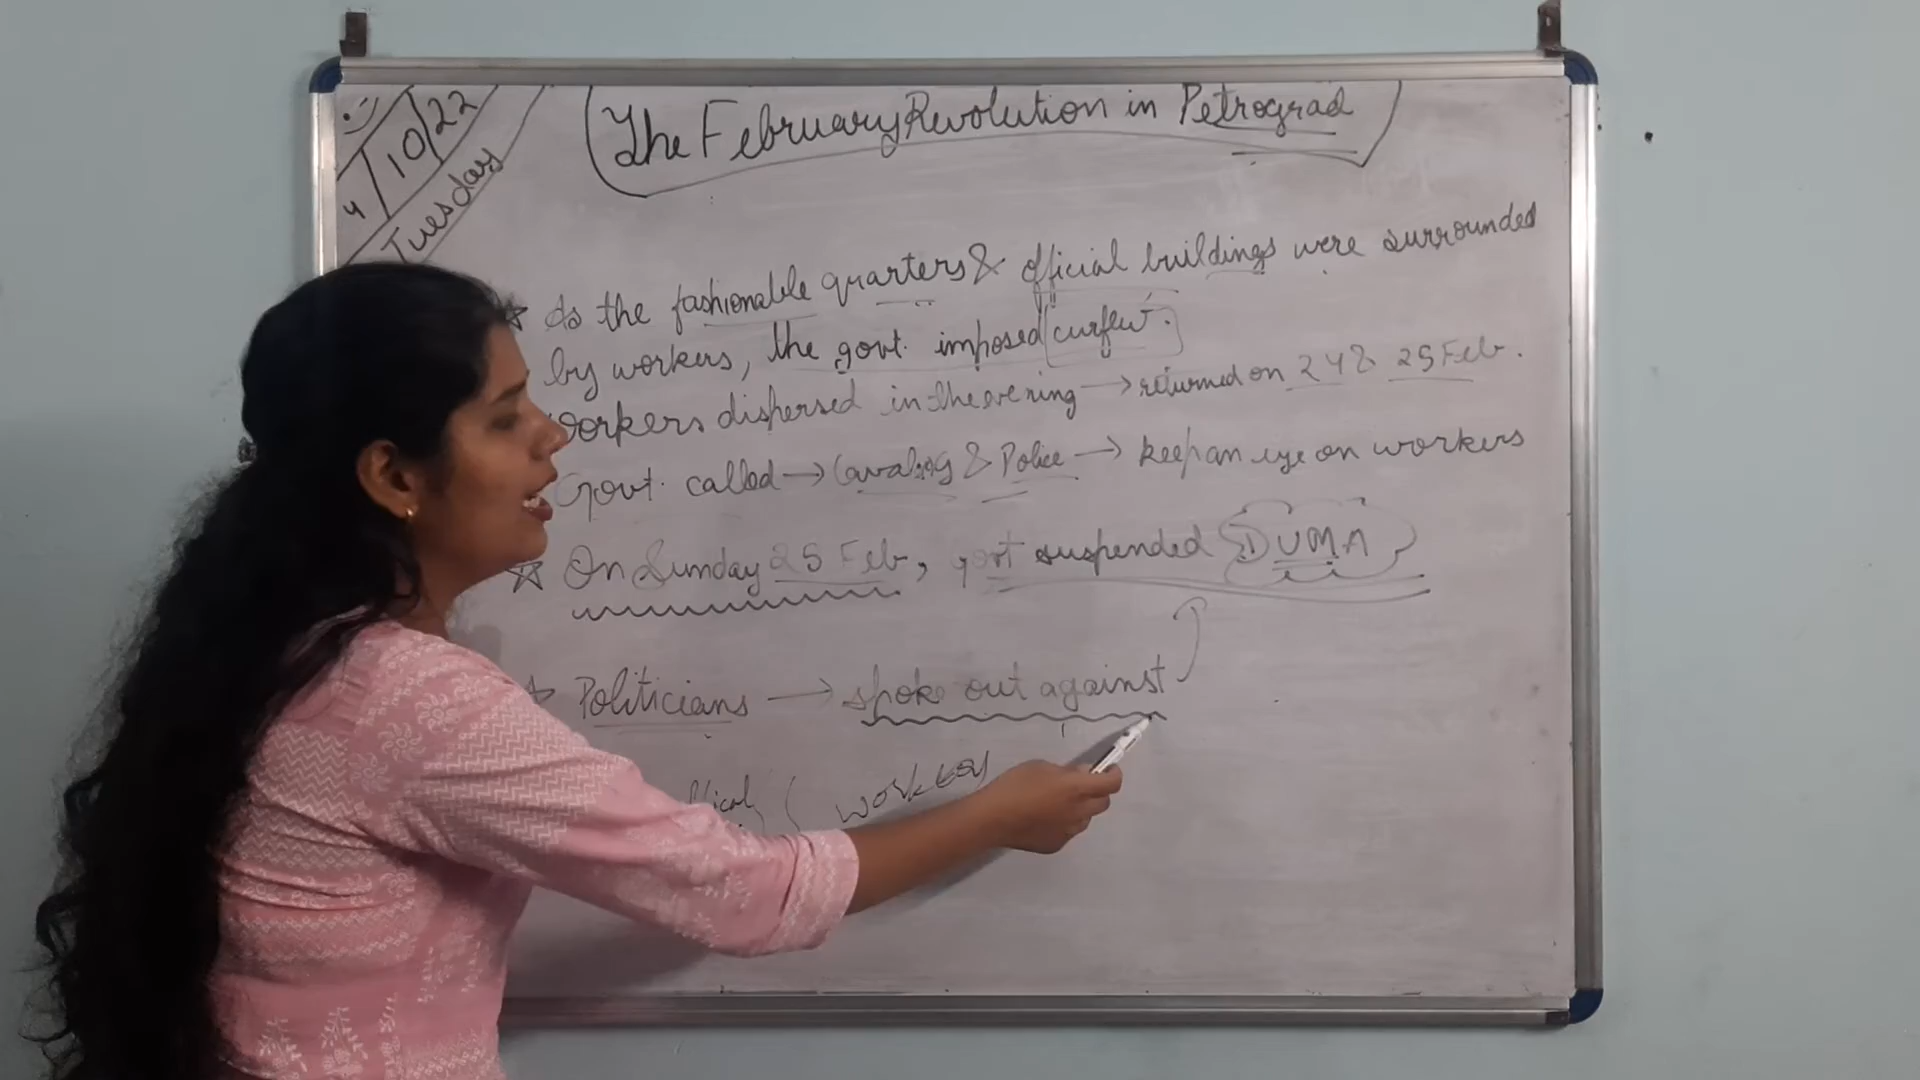 4/10/22
Tuesday
The February Revolution in Petrograd
As the fashionable quarters & official buildings were surrounded
by workers, the govt. imposed curfew.
workers dispersed in the evening → returned on 24 & 25 Feb.
Govt. called → Cavalry & Police → keep an eye on workers
On Sunday 25 Feb, govt suspended DUMA
Politicians → spoke out against